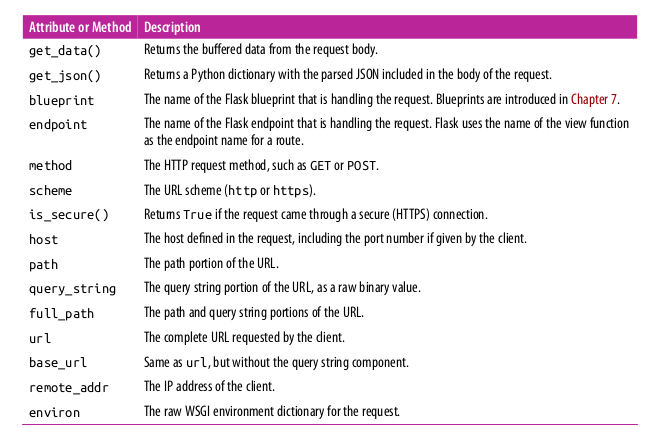 Attribute or Method Description
get_data() Returns the buffered data from the request body.
get_json() Returns a Python dictionary with the parsed JSON included in the body of the request.
blueprint The name of the Flask blueprint that is handling the request. Blueprints are introduced in Chapter 7.
endpoint The name of the Flask endpoint that is handling the request. Flask uses the name of the view function
as the endpoint name for a route.
method The HTTP request method, such as GET or POST.
scheme The URL scheme (http or https).
is_secure() Returns True if the request came through a secure (HTTPS) connection.
host The host defined in the request, including the port number if given by the client.
path The path portion of the URL.
query_string The query string portion of the URL, as a raw binary value.
full_path The path and query string portions of the URL.
url The complete URL requested by the client.
base_url Same as url, but without the query string component.
remote_addr The IP address of the client.
environ The raw WSGI environment dictionary for the request.